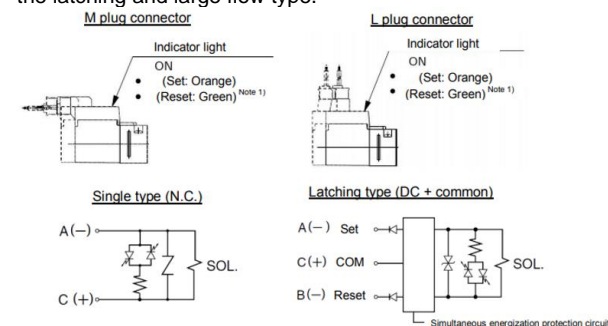 the latching and large flow type.
M plug connector
Indicator light
ON
• (Set: Orange)
• (Reset: Green) Note 1)
L plug connector
Indicator light
ON
• (Set: Orange)
• (Reset: Green) Note 1)
Single type (N.C.)
A(−)
SOL.
C (+)
Latching type (DC + common)
A(−) Set
C(+) COM
SOL.
B(−) Reset
Simultaneous energization protection circuit